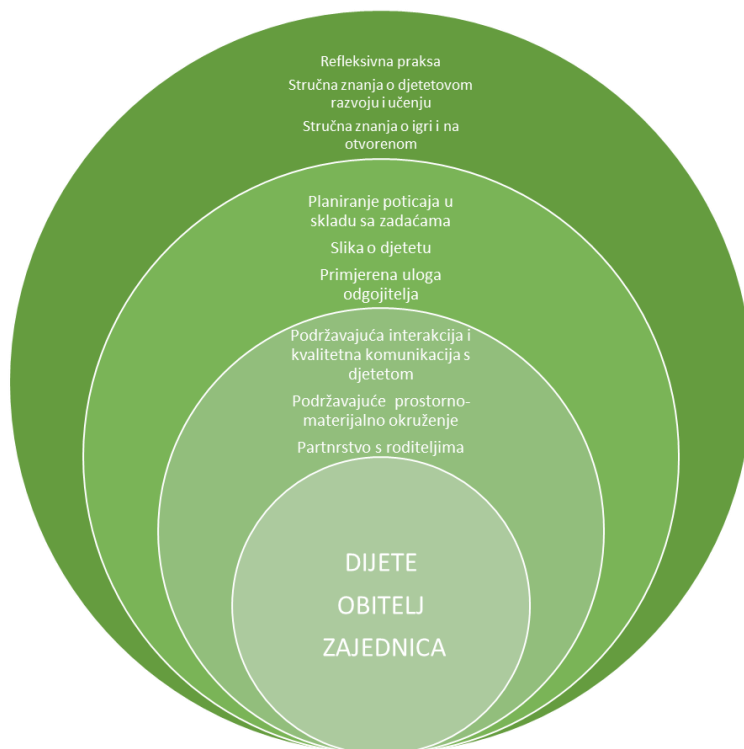 Refleksivna praksa
Stručna znanja o djetetovom
razvoju i učenju
Stručna znanja o igri i na
otvorenom
Planiranje poticaja u
skladu sa zadaćama
Slika o djetetu
Primjerena uloga
odgojitelja
Podržavajuća interakcija i
kvalitetna komunikacija s
djetetom
Podržavajuće prostorno-
materijalno okruženje
Partnrstvo s roditeljima
DIJETE
OBITELJ
ZAJEDNICA